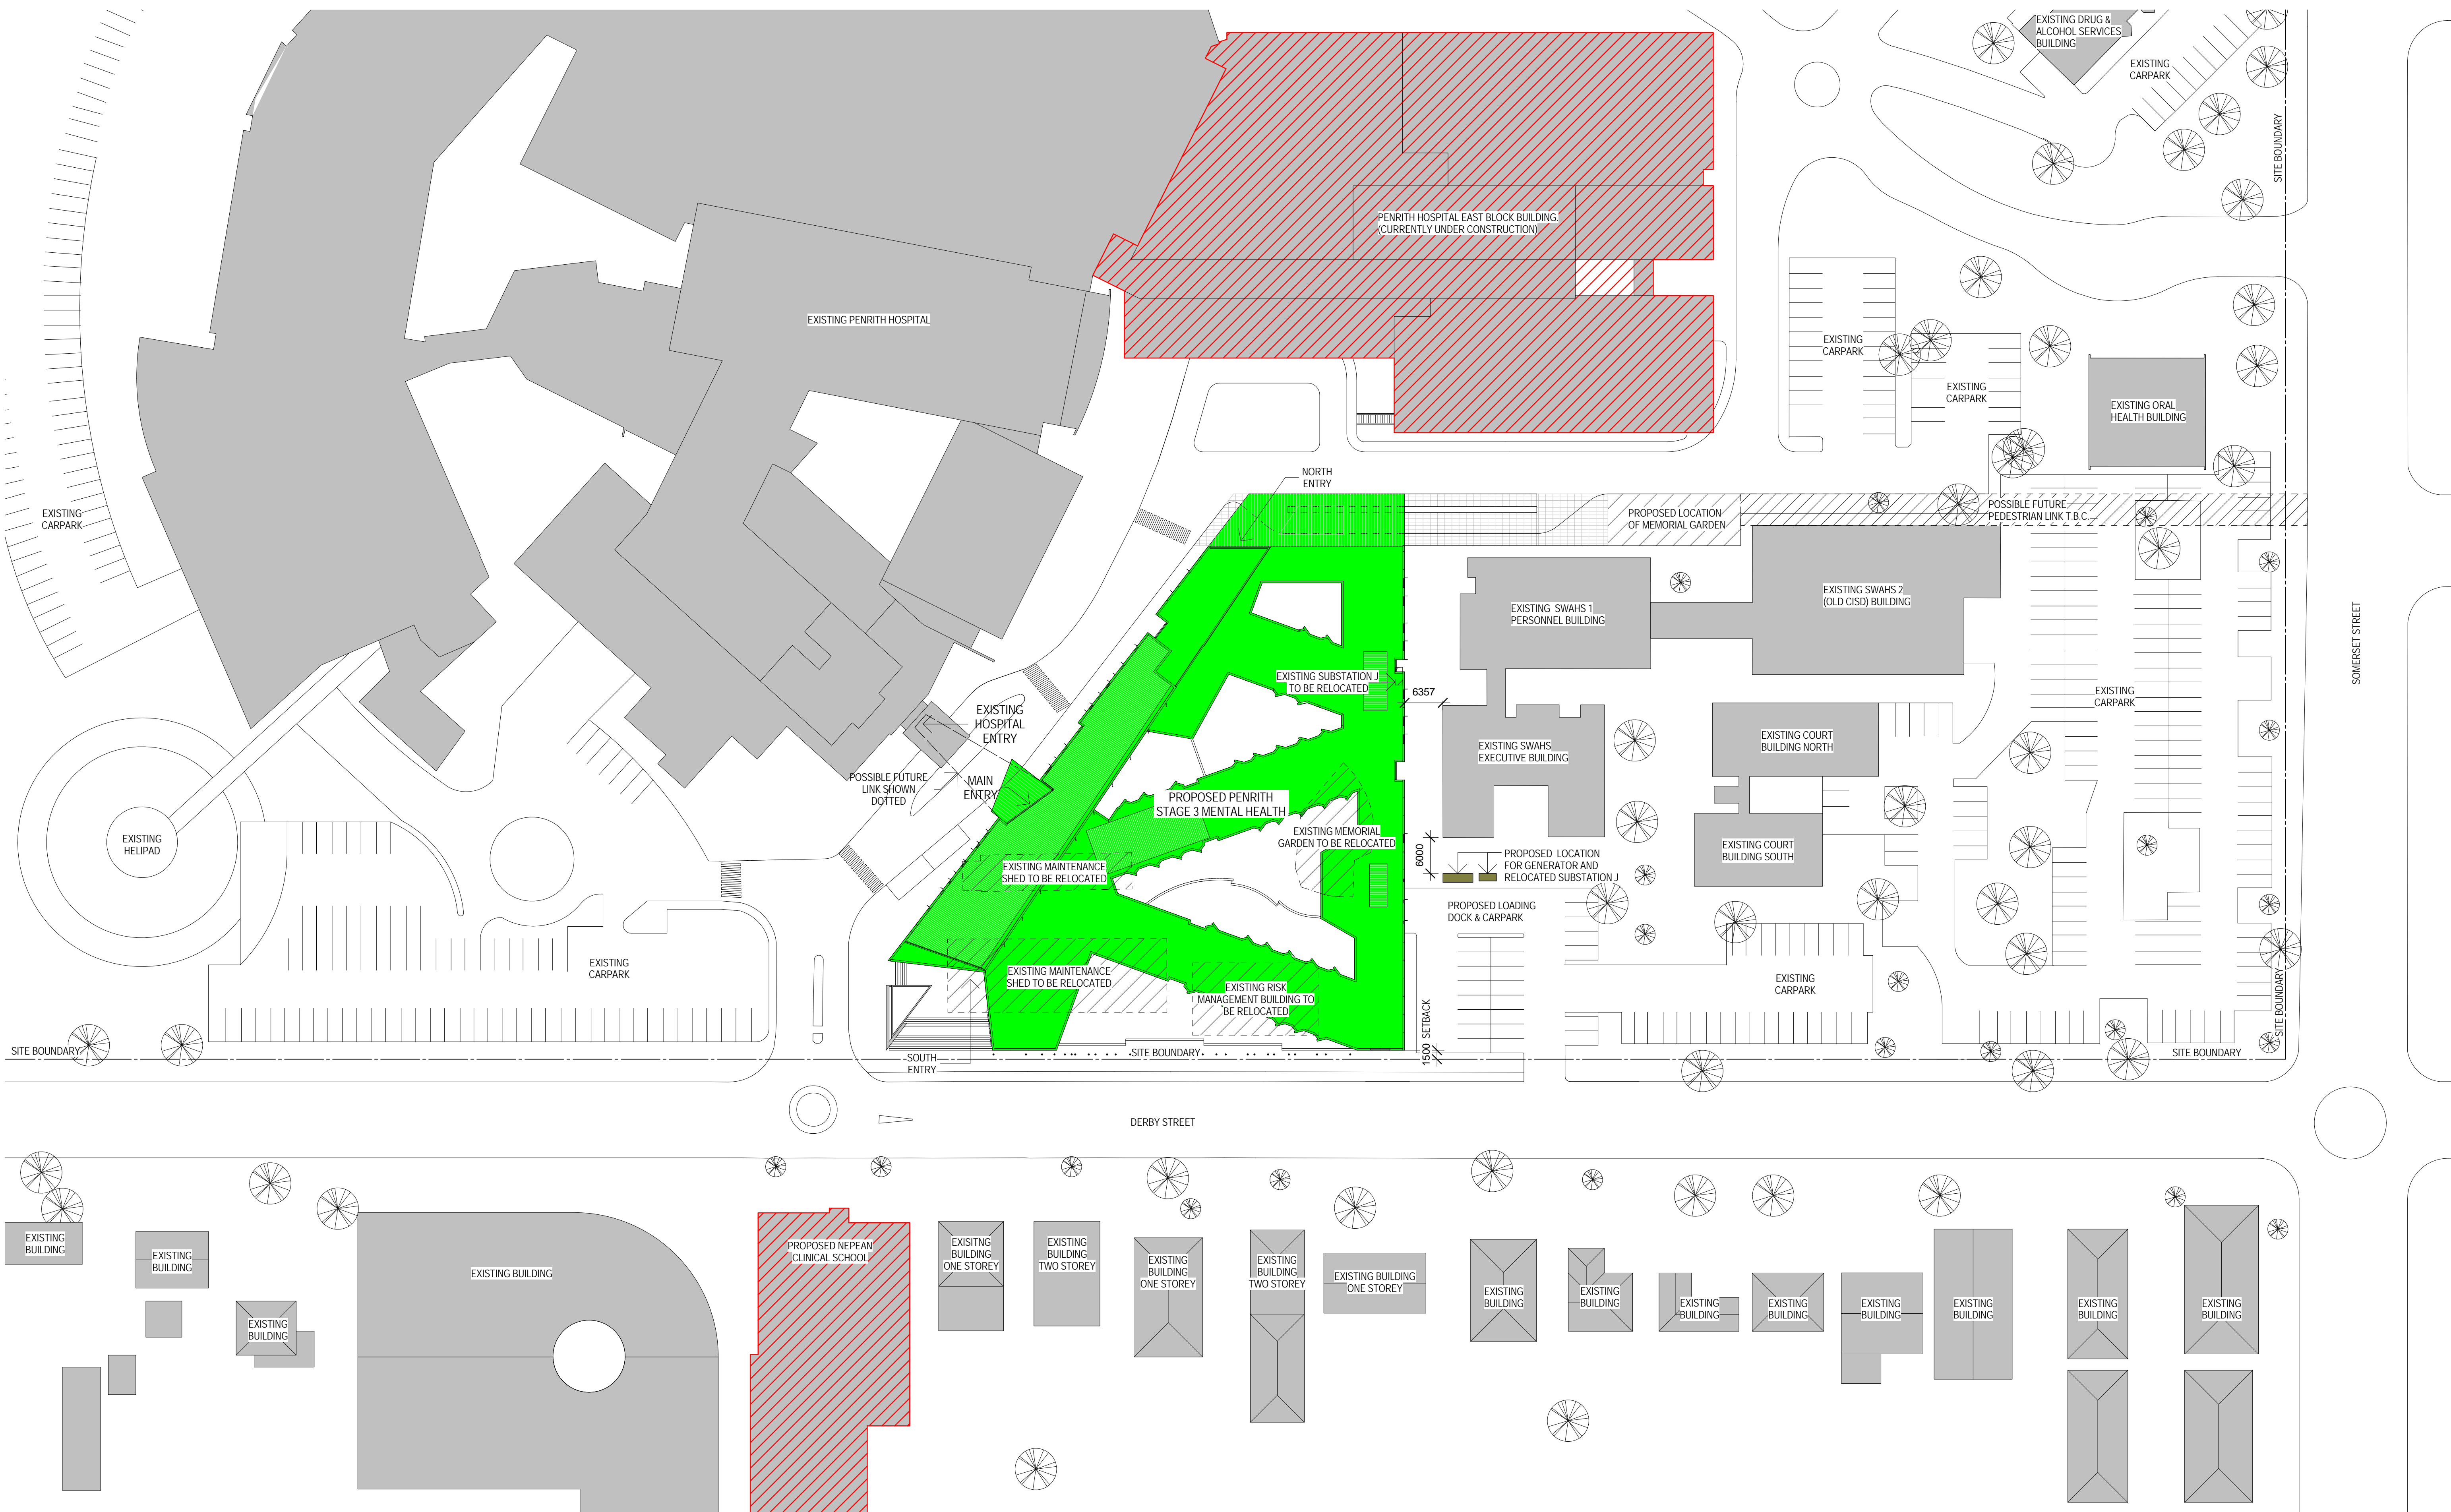 EXISTING DRUG &
ALCOHOL SERVICES
BUILDING
EXISTING
CARPARK
SITE BOUNDARY
PENRITH HOSPITAL EAST BLOCK BUILDING.
(CURRENTLY UNDER CONSTRUCTION)
EXISTING PENRITH HOSPITAL
EXISTING
CARPARK
EXISTING
CARPARK
EXISTING ORAL
HEALTH BUILDING
NORTH
ENTRY
EXISTING
CARPARK
PROPOSED LOCATION
OF MEMORIAL GARDEN
POSSIBLE FUTURE
PEDESTRIAN LINK T.B.C
EXISTING SWAHS 1
PERSONNEL BUILDING
EXISTING SWAHS 2
(OLD CISD) BUILDING
SOMERSET STREET
EXISTING SUBSTATION J
TO BE RELOCATED
6357
EXISTING
CARPARK
EXISTING
HOSPITAL
ENTRY
EXISTING SWAHS
EXECUTIVE BUILDING
EXISTING COURT
BUILDING NORTH
POSSIBLE FUTURE
LINK SHOWN
DOTTED
MAIN
ENTRY
PROPOSED PENRITH
STAGE 3 MENTAL HEALTH
EXISTING MEMORIAL
GARDEN TO BE RELOCATED
EXISTING
HELIPAD
6000
PROPOSED LOCATION
FOR GENERATOR AND
RELOCATED SUBSTATION J
EXISTING COURT
BUILDING SOUTH
EXISTING MAINTENANCE
SHED TO BE RELOCATED
PROPOSED LOADING
DOCK & CARPARK
EXISTING
CARPARK
EXISTING MAINTENANCE
SHED TO BE RELOCATED
EXISTING RISK
MANAGEMENT BUILDING TO
BE RELOCATED
EXISTING
CARPARK
SITE BOUNDARY
1500 SETBACK
SITE BOUNDARY
SOUTH
ENTRY
SITE BOUNDARY
SITE BOUNDARY
DERBY STREET
EXISTING
BUILDING
EXISTING
BUILDING
EXISTING
BUILDING
EXISTING BUILDING
PROPOSED NEPEAN
CLINICAL SCHOOL
EXISITNG
BUILDING
ONE STOREY
EXISTING
BUILDING
TWO STOREY
EXISTING
BUILDING
ONE STOREY
EXISTING
BUILDING
TWO STOREY
EXISTING BUILDING
ONE STOREY
EXISTING
BUILDING
EXISTING
BUILDING
EXISTING
BUILDING
EXISTING
BUILDING
EXISTING
BUILDING
EXISTING
BUILDING
EXISTING
BUILDING
EXISTING
BUILDING